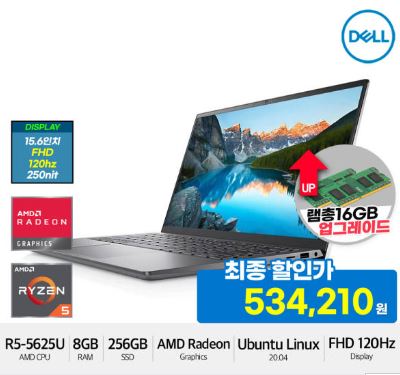 DELL
DISPLAY
15.6인치
FHD
120hz
250nit
AMD
RADEON
GRAPHICS
AMD
RYZEN 5
UP
램총16GB
업그레이드
최종 할인가
534,210원
R5-5625U
AMD CPU
8GB
RAM
256GB
SSD
AMD Radeon
Graphics
Ubuntu Linux
20.04
FHD 120Hz
Display